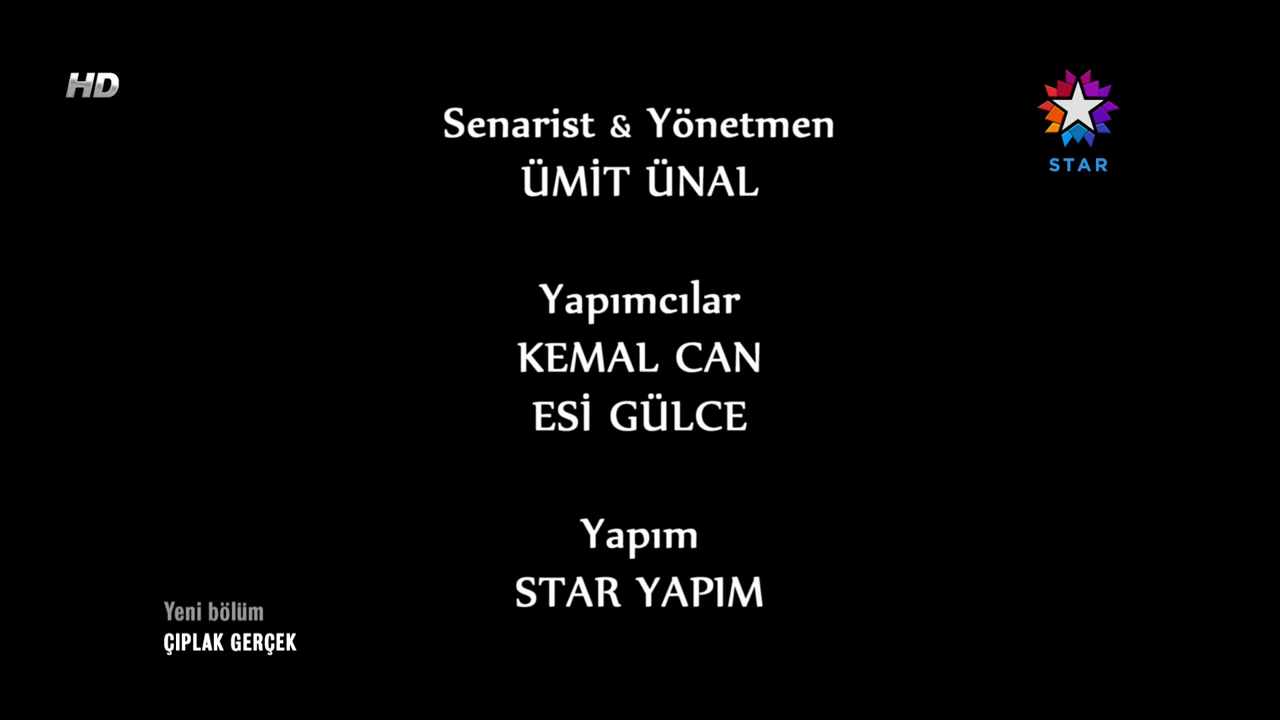 HD
Senarist & Yönetmen
ÜMİT ÜNAL
STAR
Yapımcılar
KEMAL CAN
ESİ GÜLCE
Yapım
STAR YAPIM
Yeni bölüm
ÇIPLAK GERÇEK